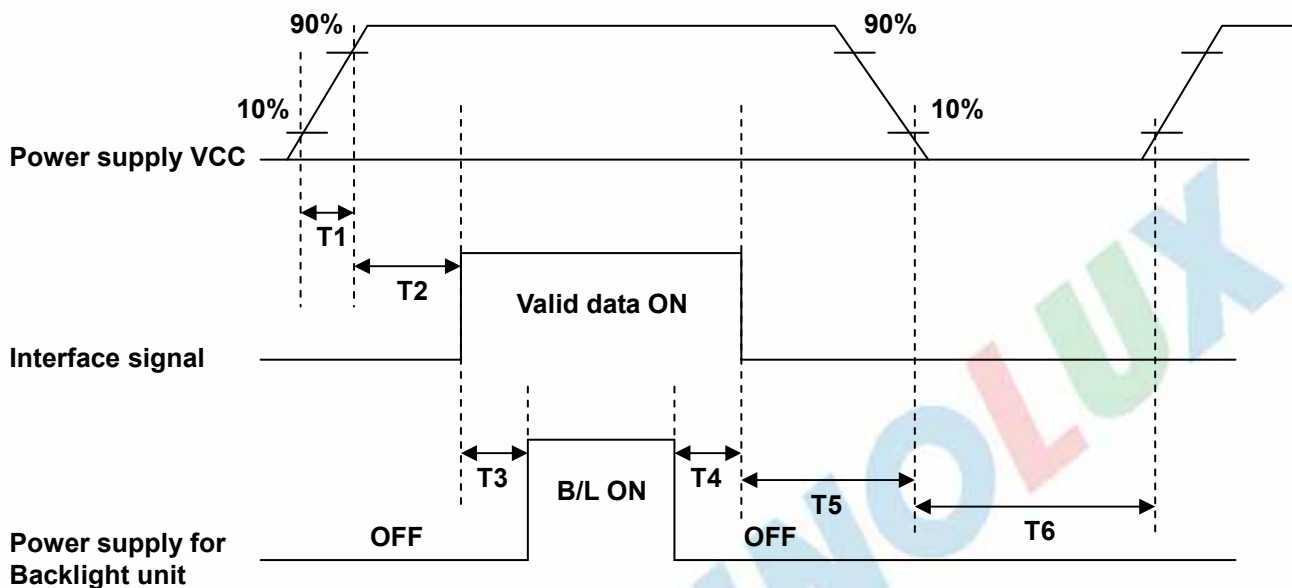 90%
90%
10%
10%
Power supply VCC
T1
T2
Valid data ON
Interface signal
T3
T4
B/L ON
T5
T6
OFF
OFF
Power supply for
Backlight unit
NOLUX